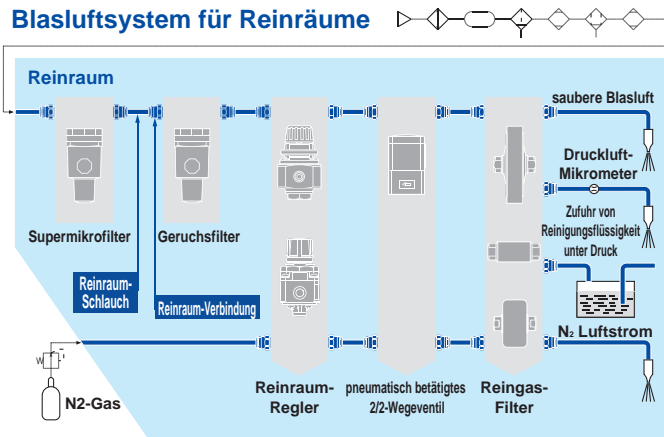 Blasluftsystem für Reinräume
Reinraum
saubere Blasluft
Druckluft-
Mikrometer
Zufuhr von
Reinigungsflüssigkeit
unter Druck
Supermikrofilter
Geruchsfilter
Reinraum-
Schlauch
Reinraum-Verbindung
N2 Luftstrom
W
N2-Gas
Reinraum-
Regler
pneumatisch betätigtes
2/2-Wegeventil
Reingas-
Filter